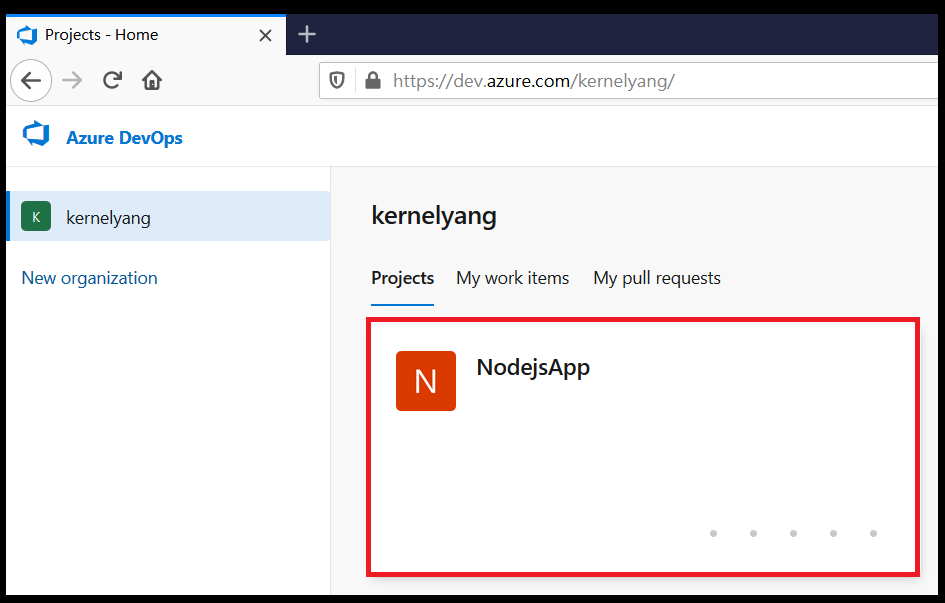 Projects - Home
https://dev.azure.com/kernelyang/
Azure DevOps
K
kernelyang
New organization
kernelyang
Projects
My work items
My pull requests
N
NodejsApp